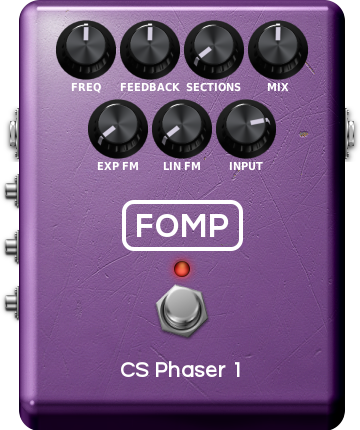 FREQ FEEDBACK SECTIONS MIX
EXP FM LIN FM INPUT
FOMP
CS Phaser 1